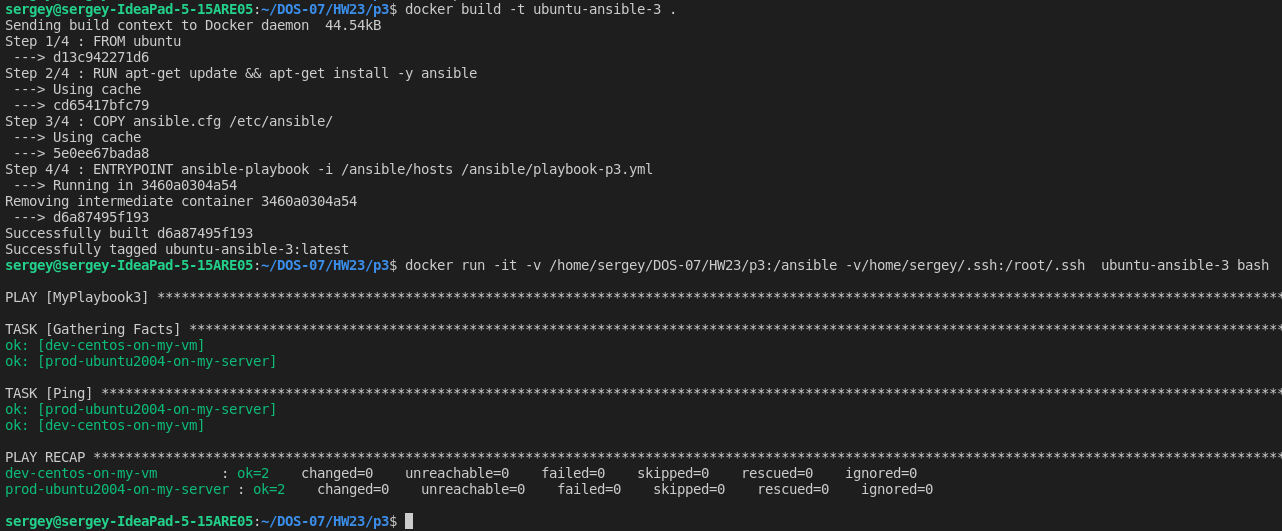 sergey@sergey-IdeaPad-5-15ARE05:~/DOS-07/HW23/p3$ docker build -t ubuntu-ansible-3 .
Sending build context to Docker daemon  44.54kB
Step 1/4 : FROM ubuntu
 ---> d13c942271d6
Step 2/4 : RUN apt-get update && apt-get install -y ansible
 ---> Using cache
 ---> cd65417bfc79
Step 3/4 : COPY ansible.cfg /etc/ansible/
 ---> Using cache
 ---> 5e0ee67bada8
Step 4/4 : ENTRYPOINT ansible-playbook -i /ansible/hosts /ansible/playbook-p3.yml
 ---> Running in 3460a0304a54
Removing intermediate container 3460a0304a54
 ---> d6a87495f193
Successfully built d6a87495f193
Successfully tagged ubuntu-ansible-3:latest
sergey@sergey-IdeaPad-5-15ARE05:~/DOS-07/HW23/p3$ docker run -it -v /home/sergey/DOS-07/HW23/p3:/ansible -v/home/sergey/.ssh:/root/.ssh  ubuntu-ansible-3 bash
PLAY [MyPlaybook3] *********************************************************************************************************************************************
TASK [Gathering Facts] *****************************************************************************************************************************************
ok: [dev-centos-on-my-vm]
ok: [prod-ubuntu2004-on-my-server]
TASK [Ping] ****************************************************************************************************************************************************
ok: [prod-ubuntu2004-on-my-server]
ok: [dev-centos-on-my-vm]
PLAY RECAP *****************************************************************************************************************************************************
dev-centos-on-my-vm        : ok=2    changed=0    unreachable=0    failed=0    skipped=0    rescued=0    ignored=0
prod-ubuntu2004-on-my-server : ok=2    changed=0    unreachable=0    failed=0    skipped=0    rescued=0    ignored=0
sergey@sergey-IdeaPad-5-15ARE05:~/DOS-07/HW23/p3$